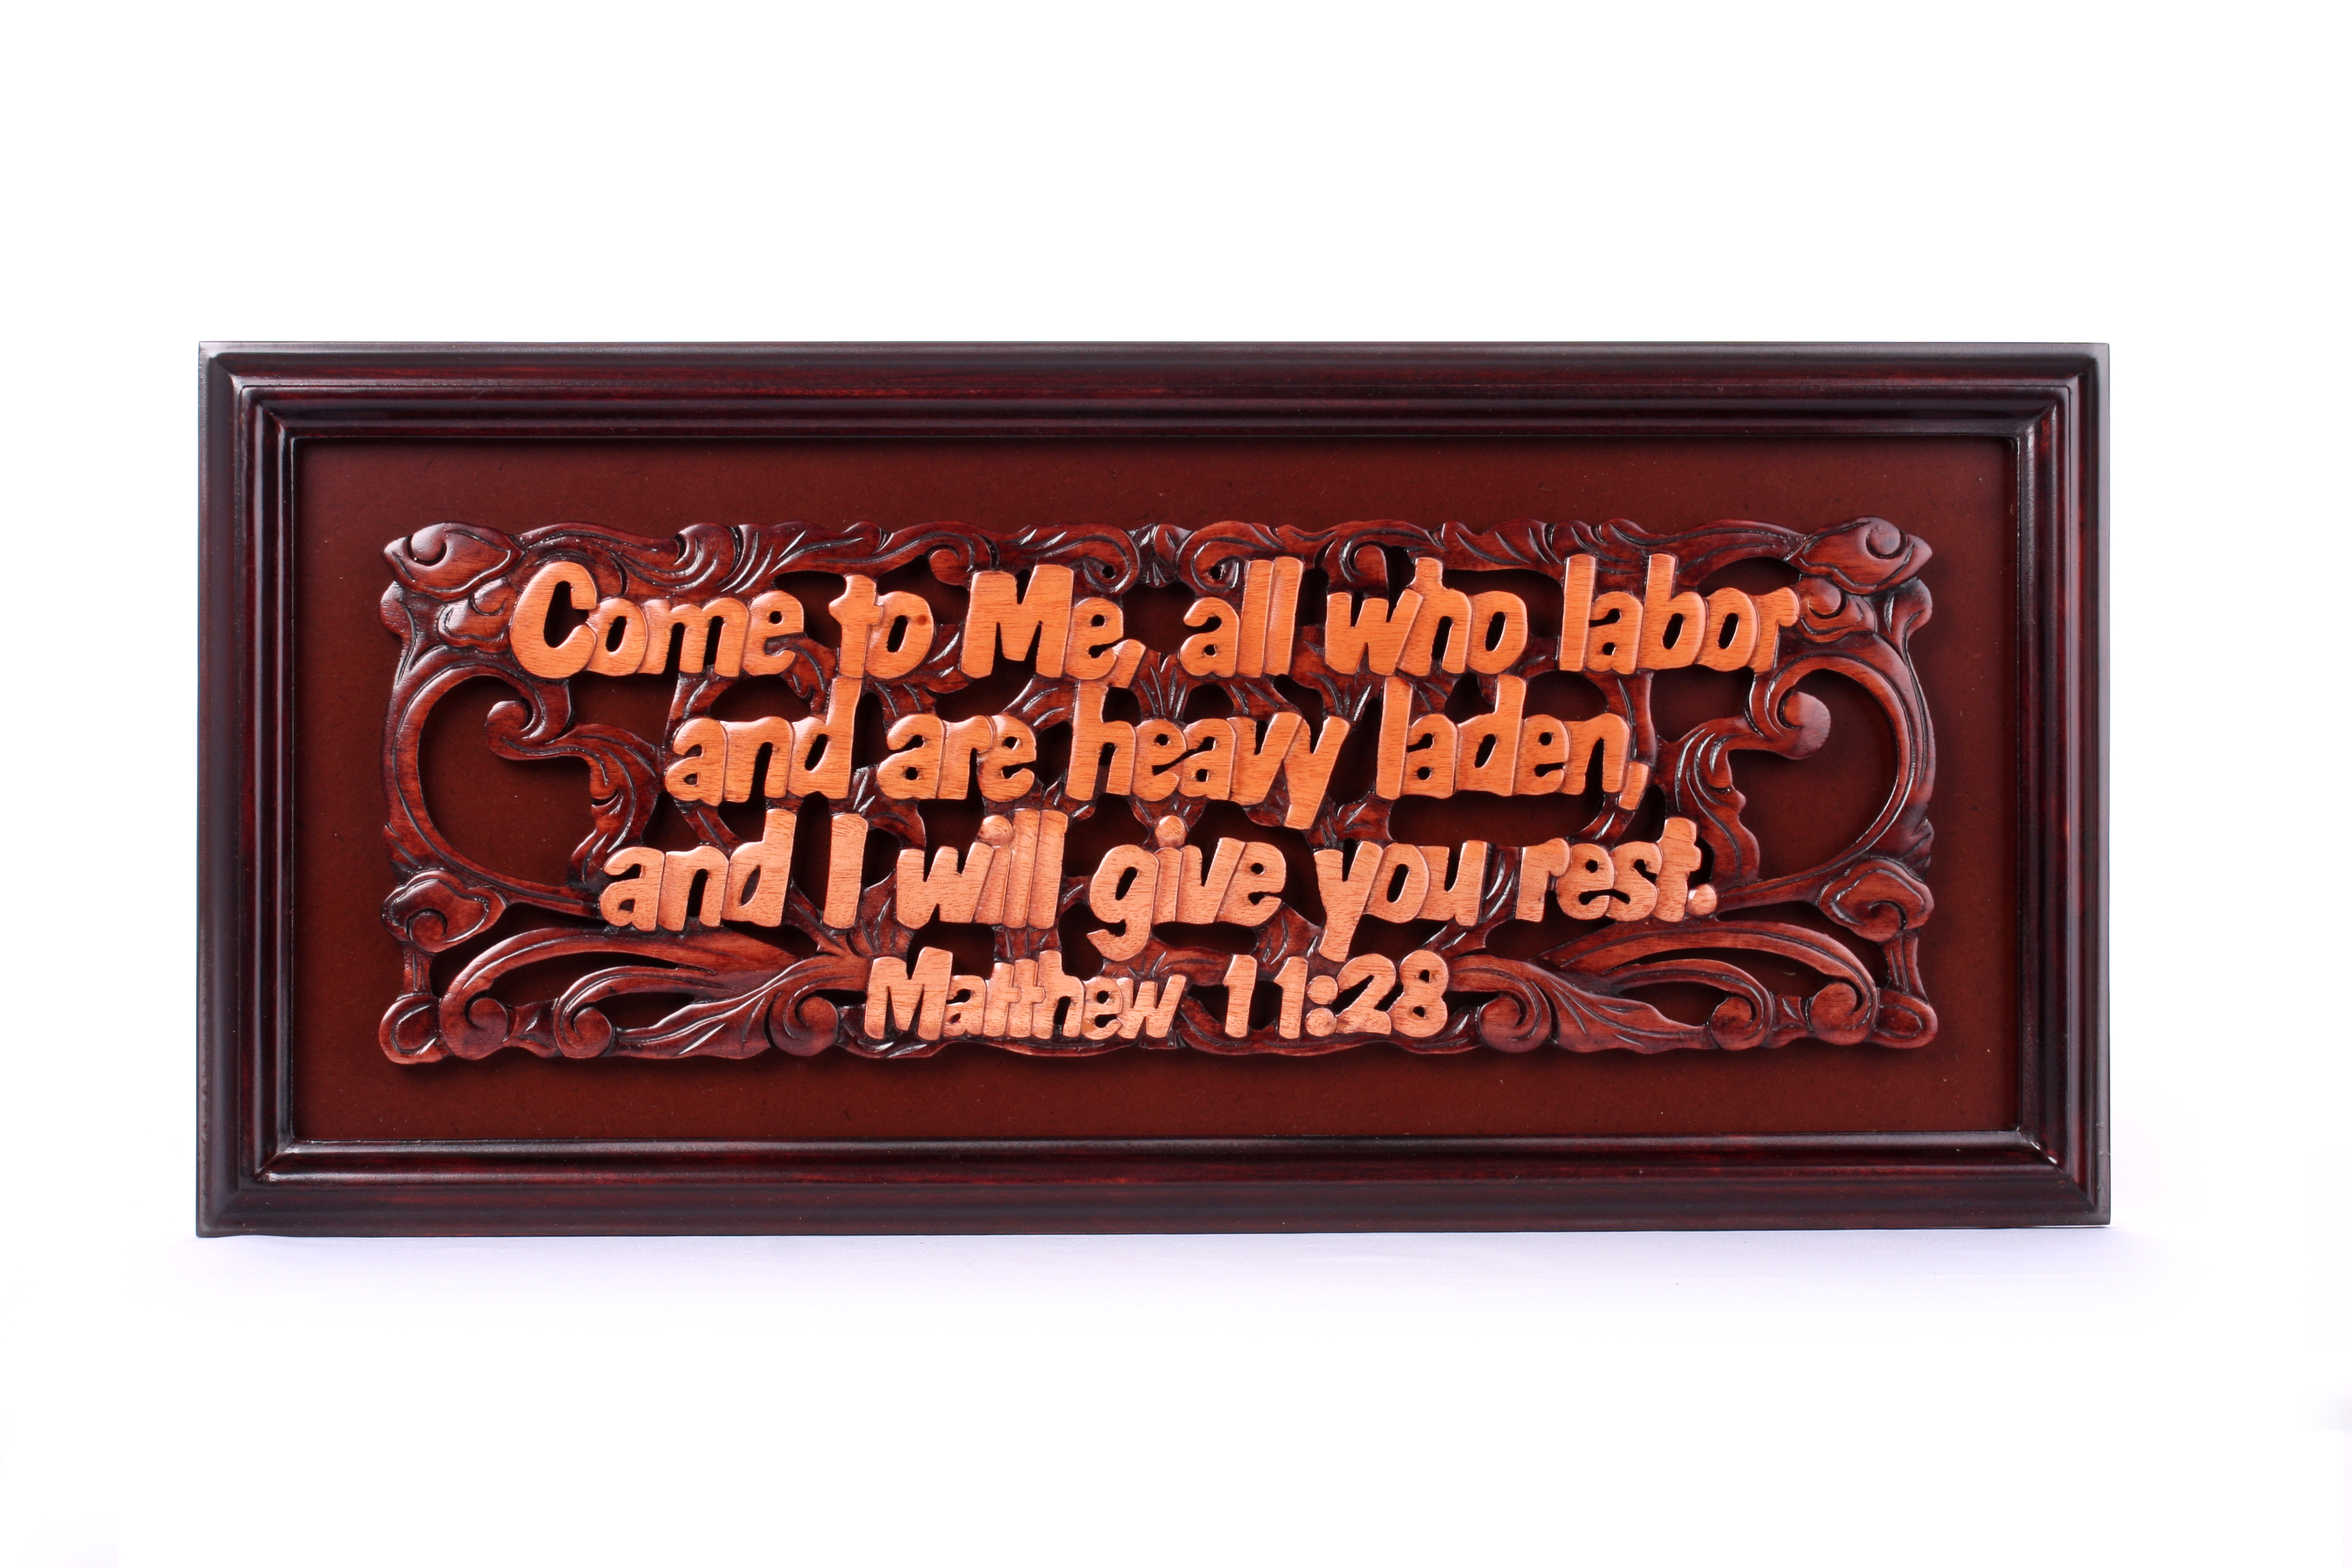 Come to Me, all who labor
and are heavy laden,
and I will give you rest.
Matthew 11:28